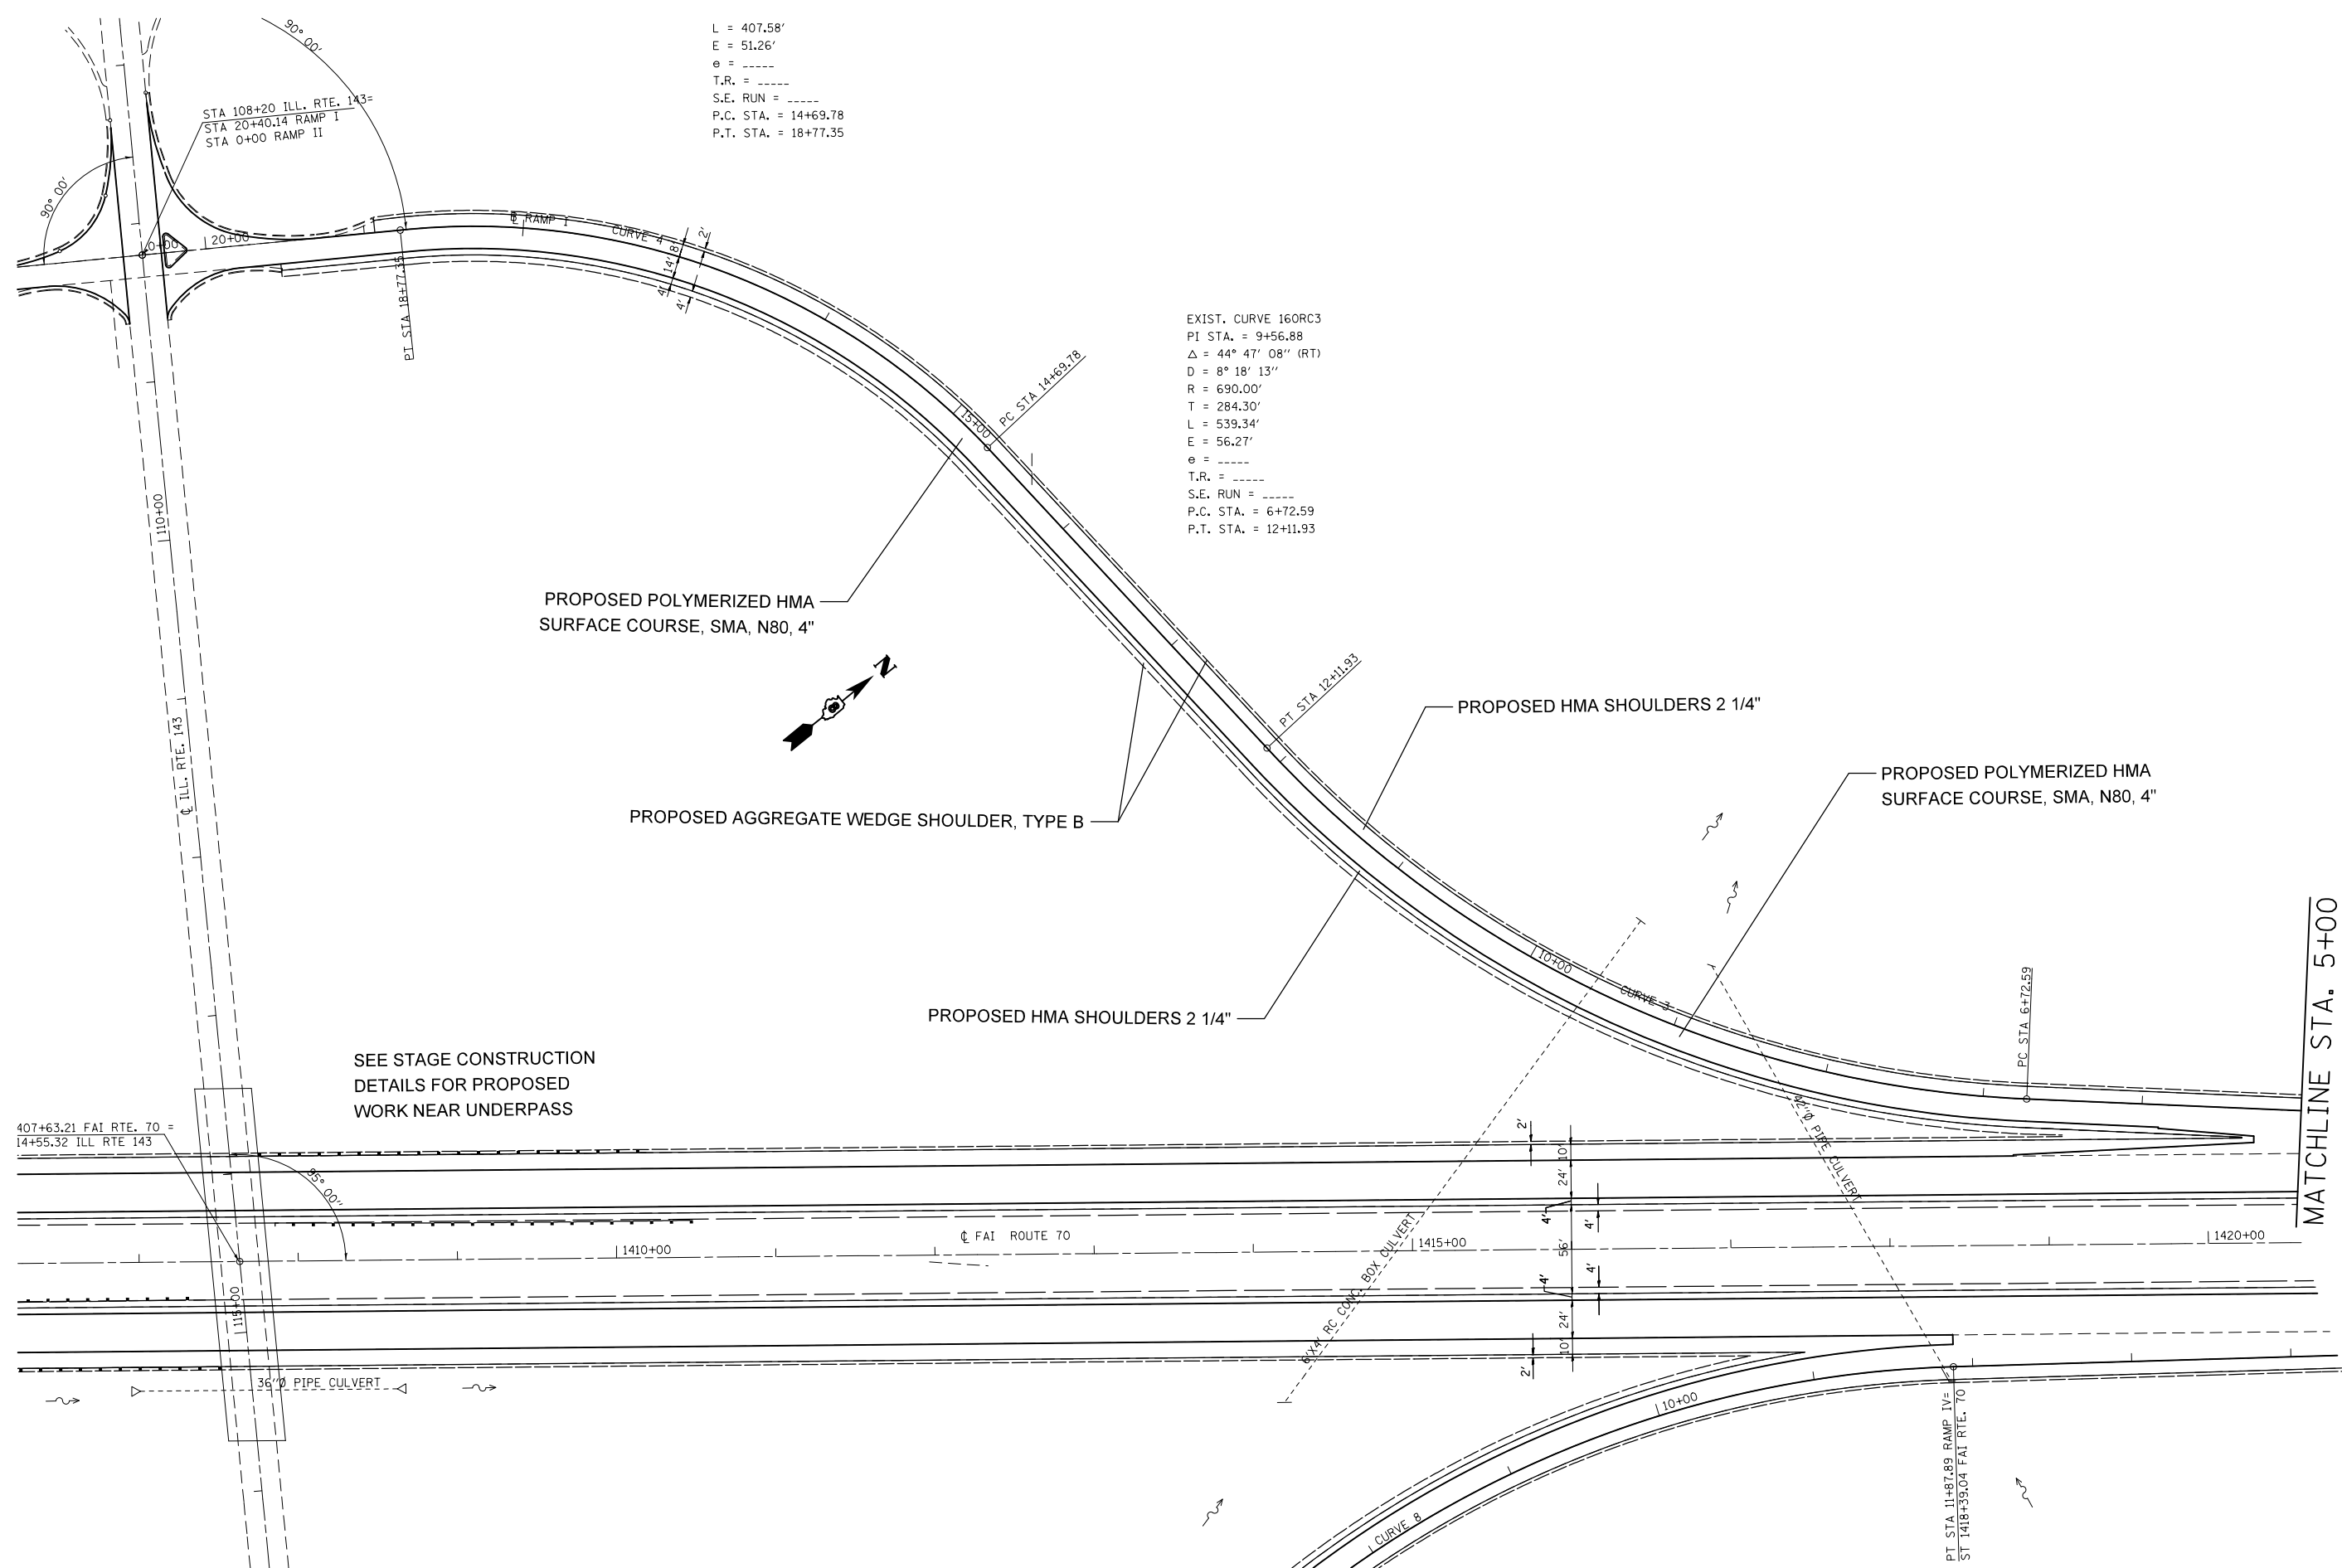 L = 407.58'
E = 51.26'
e = _____
T.R. = _____
S.E. RUN = _____
P.C. STA. = 14+69.78
P.T. STA. = 18+77.35
90° 00'
STA 108+20 ILL. RTE. 143=
STA 20+40.14 RAMP I
STA 0+00 RAMP II
90° 00'
0+00
20+00
PT STA 18+77.35
℄ RAMP I
CURVE 4
2'
8'
14'
4'
4'
15+00
PC STA 14+69.78
EXIST. CURVE 160RC3
PI STA. = 9+56.88
Δ = 44° 47' 08'' (RT)
D = 8° 18' 13''
R = 690.00'
T = 284.30'
L = 539.34'
E = 56.27'
e = _____
T.R. = _____
S.E. RUN = _____
P.C. STA. = 6+72.59
P.T. STA. = 12+11.93
110+00
℄ ILL. RTE. 143
PROPOSED POLYMERIZED HMA
SURFACE COURSE, SMA, N80, 4"
N
PT STA 12+11.93
PROPOSED HMA SHOULDERS 2 1/4"
PROPOSED POLYMERIZED HMA
SURFACE COURSE, SMA, N80, 4"
PROPOSED AGGREGATE WEDGE SHOULDER, TYPE B
10+00
CURVE 3
PC STA 6+72.59
MATCHLINE STA. 5+00
PROPOSED HMA SHOULDERS 2 1/4"
SEE STAGE CONSTRUCTION
DETAILS FOR PROPOSED
WORK NEAR UNDERPASS
407+63.21 FAI RTE. 70 =
14+55.32 ILL RTE 143
95° 00''
42''Ø PIPE CULVERT
2'
10'
24'
4'
4'
56'
4'
4'
24'
10'
2'
1410+00
℄ FAI ROUTE 70
1415+00
1420+00
6'X4' RC CONC. BOX CULVERT
115+00
36''Ø PIPE CULVERT
10+00
CURVE 8
PT STA 11+87.89 RAMP IV=
ST 1418+39.04 FAI RTE. 70